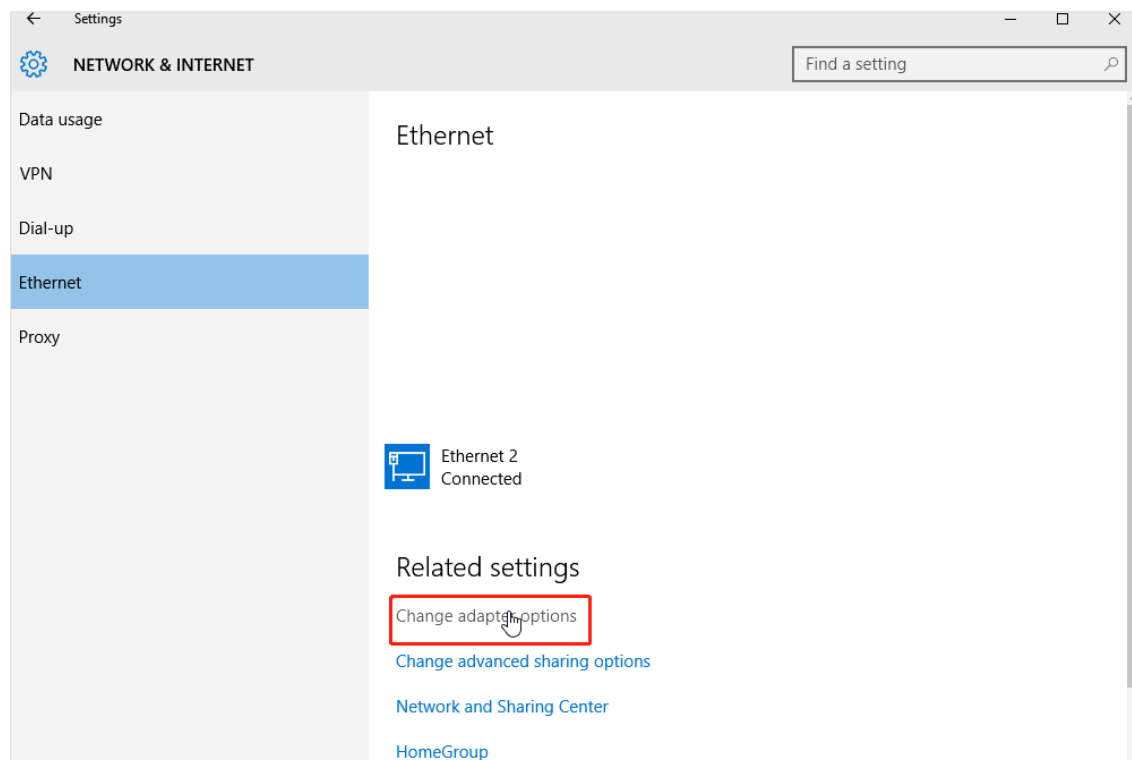 Settings
NETWORK & INTERNET
Find a setting
Data usage
VPN
Dial-up
Ethernet
Proxy
Ethernet
Ethernet 2
Connected
Related settings
Change adapter options
Change advanced sharing options
Network and Sharing Center
HomeGroup